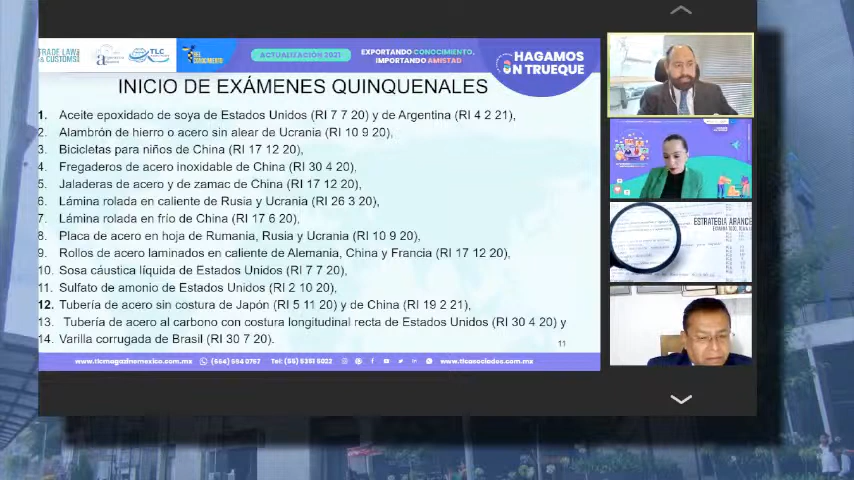 TRADE LAW & CUSTOMS
TLC
DEL CONOCIMIENTO
ACTUALIZACIÓN 2021
EXPORTANDO CONOCIMIENTO,
IMPORTANDO AMISTAD
HAGAMOS
UN TRUEQUE
INICIO DE EXÁMENES QUINQUENALES
1. Aceite epoxidado de soya de Estados Unidos (RI 7 7 20) y de Argentina (RI 4 2 21),
2. Alambrón de hierro o acero sin alear de Ucrania (RI 10 9 20),
3. Bicicletas para niños de China (RI 17 12 20),
4. Fregaderos de acero inoxidable de China (RI 30 4 20),
5. Jaladeras de acero y de zamac de China (RI 17 12 20),
6. Lámina rolada en caliente de Rusia y Ucrania (RI 26 3 20),
7. Lámina rolada en frío de China (RI 17 6 20),
8. Placa de acero en hoja de Rumania, Rusia y Ucrania (RI 10 9 20),
9. Rollos de acero laminados en caliente de Alemania, China y Francia (RI 17 12 20),
10. Sosa cáustica líquida de Estados Unidos (RI 7 7 20),
11. Sulfato de amonio de Estados Unidos (RI 2 10 20),
12. Tubería de acero sin costura de Japón (RI 5 11 20) y de China (RI 19 2 21),
13. Tubería de acero al carbono con costura longitudinal recta de Estados Unidos (RI 30 4 20) y
14. Varilla corrugada de Brasil (RI 30 7 20).
11
www.tlcmagazinemexico.com.mx
Tel: (55) 5351 5022
www.tlcasociados.com.mx
ESTRATEGIA ARANCE